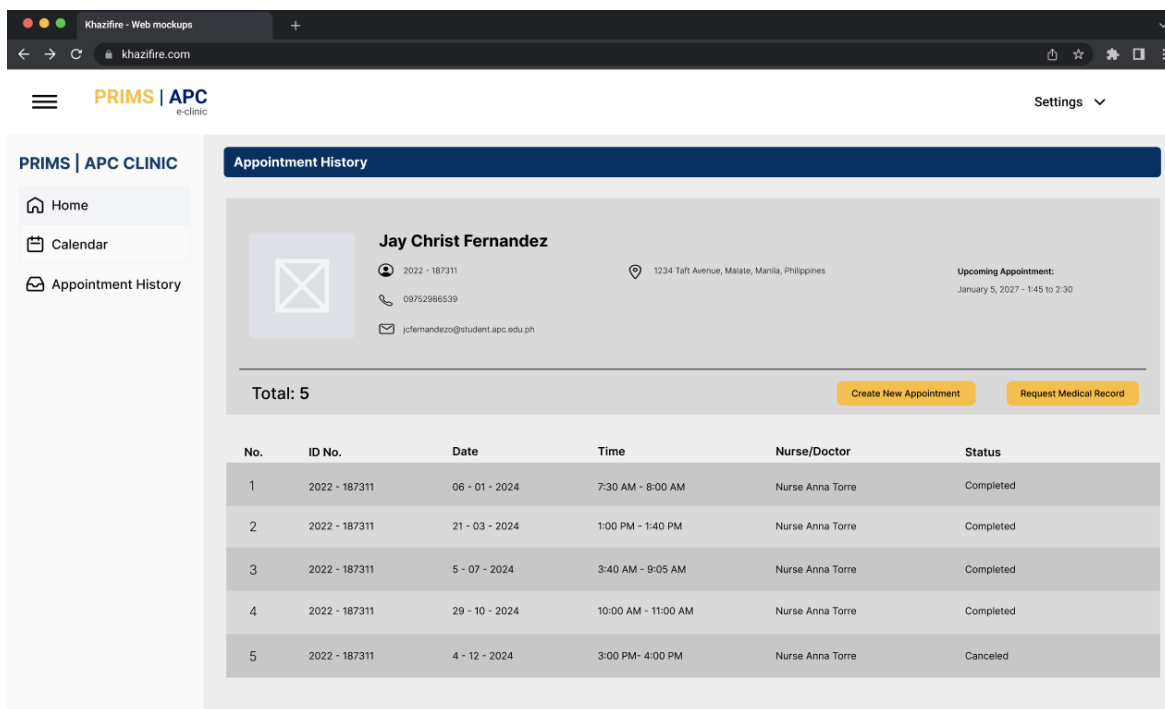 Khazifire - Web mockups
khazifire.com
PRIMS | APC
e-clinic
Settings
PRIMS | APC CLINIC
Home
Calendar
Appointment History
Appointment History
Jay Christ Fernandez
2022 - 187311
09752986539
jcfernandezo@student.apc.edu.ph
1234 Taft Avenue, Malate, Manila, Philippines
Upcoming Appointment:
January 5, 2027 - 1:45 to 2:30
Total: 5
Create New Appointment
Request Medical Record
No. ID No. Date Time Nurse/Doctor Status
1 2022 - 187311 06 - 01 - 2024 7:30 AM - 8:00 AM Nurse Anna Torre Completed
2 2022 - 187311 21 - 03 - 2024 1:00 PM - 1:40 PM Nurse Anna Torre Completed
3 2022 - 187311 5 - 07 - 2024 3:40 AM - 9:05 AM Nurse Anna Torre Completed
4 2022 - 187311 29 - 10 - 2024 10:00 AM - 11:00 AM Nurse Anna Torre Completed
5 2022 - 187311 4 - 12 - 2024 3:00 PM- 4:00 PM Nurse Anna Torre Canceled